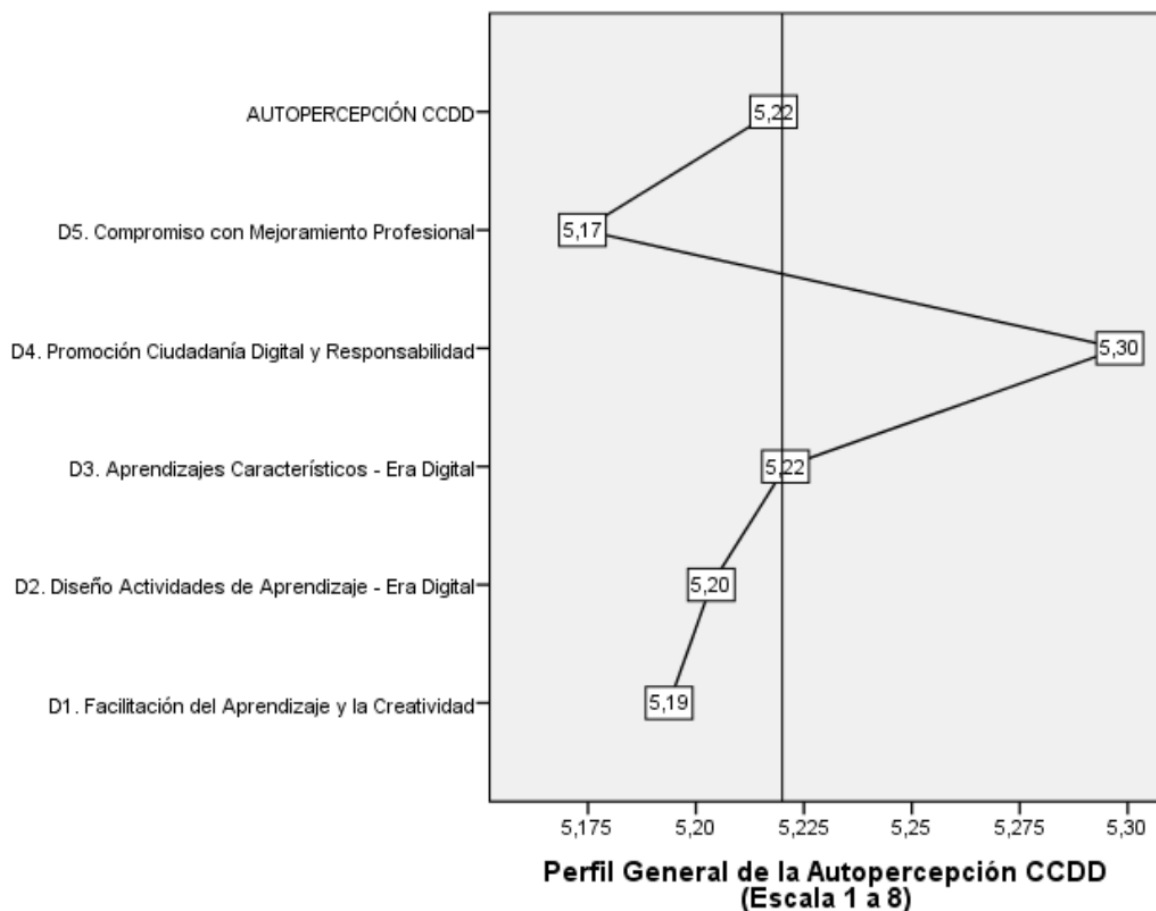 AUTOPERCEPCIÓN CCDD
5,22
D5. Compromiso con Mejoramiento Profesional
5,17
D4. Promoción Ciudadanía Digital y Responsabilidad
5,30
D3. Aprendizajes Característicos - Era Digital
5,22
D2. Diseño Actividades de Aprendizaje - Era Digital
5,20
D1. Facilitación del Aprendizaje y la Creatividad
5,19
5,175 5,20 5,225 5,25 5,275 5,30
Perfil General de la Autopercepción CCDD
(Escala 1 a 8)